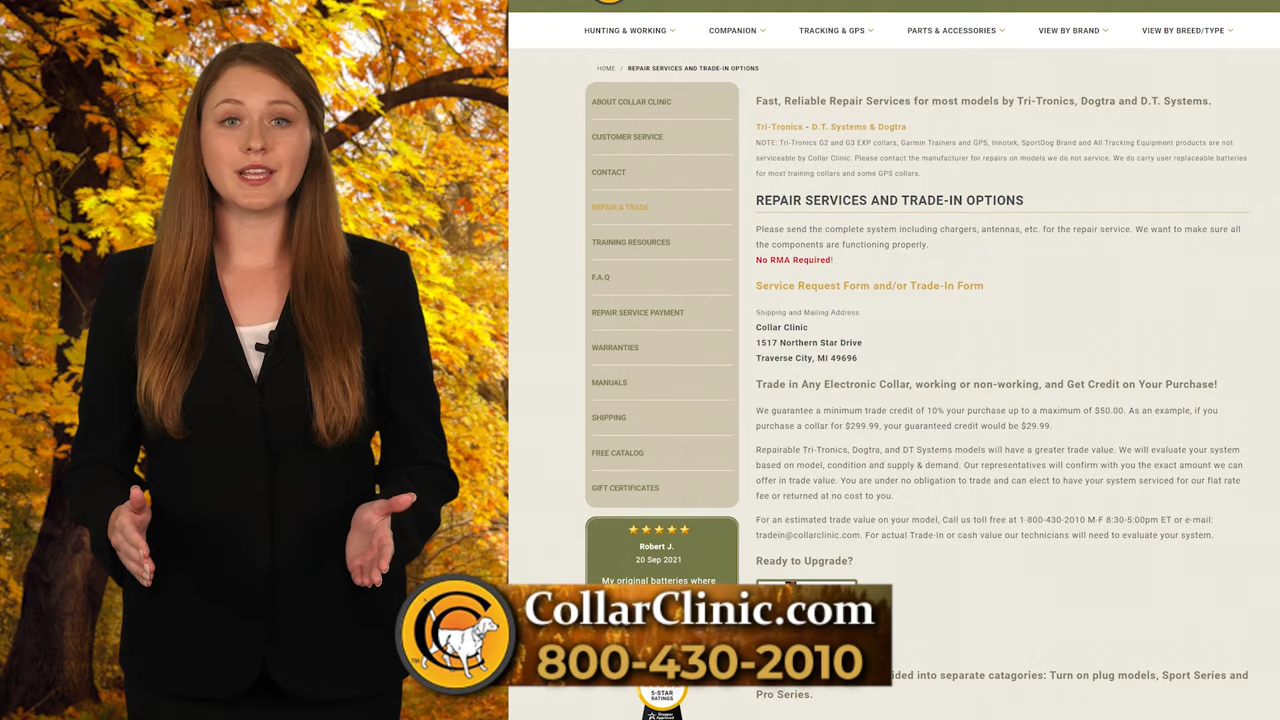 HUNTING & WORKING
COMPANION
TRACKING & GPS
PARTS & ACCESSORIES
VIEW BY BRAND
VIEW BY BREED/TYPE
HOME / REPAIR SERVICES AND TRADE-IN OPTIONS
ABOUT COLLAR CLINIC
CUSTOMER SERVICE
CONTACT
REPAIR & TRADE
TRAINING RESOURCES
F.A.Q
REPAIR SERVICE PAYMENT
WARRANTIES
MANUALS
SHIPPING
FREE CATALOG
GIFT CERTIFICATES
Robert J.
20 Sep 2021
My original batteries where
Fast, Reliable Repair Services for most models by Tri-Tronics, Dogtra and D.T. Systems.
Tri-Tronics - D.T. Systems & Dogtra
NOTE: Tri-Tronics G2 and G3 EXP collars, Garmin Trainers and GPS, Innotek, SportDog Brand and All Tracking Equipment products are not
serviceable by Collar Clinic. Please contact the manufacturer for repairs on models we do not service. We do carry user replaceable batteries
for most training collars and some GPS collars.
REPAIR SERVICES AND TRADE-IN OPTIONS
Please send the complete system including chargers, antennas, etc. for the repair service. We want to make sure all
the components are functioning properly.
No RMA Required!
Service Request Form and/or Trade-In Form
Shipping and Mailing Address
Collar Clinic
1517 Northern Star Drive
Traverse City, MI 49696
Trade in Any Electronic Collar, working or non-working, and Get Credit on Your Purchase!
We guarantee a minimum trade credit of 10% your purchase up to a maximum of $50.00. As an example, if you
purchase a collar for $299.99, your guaranteed credit would be $29.99.
Repairable Tri-Tronics, Dogtra, and DT Systems models will have a greater trade value. We will evaluate your system
based on model, condition and supply & demand. Our representatives will confirm with you the exact amount we can
offer in trade value. You are under no obligation to trade and can elect to have your system serviced for our flat rate
fee or returned at no cost to you.
For an estimated trade value on your model, Call us toll free at 1-800-430-2010 M-F 8:30-5:00pm ET or e-mail:
tradein@collarclinic.com. For actual Trade-In or cash value our technicians will need to evaluate your system.
Ready to Upgrade?
CollarClinic.com
800-430-2010
into separate catagories: Turn on plug models, Sport Series and
Pro Series.
5-STAR
RATINGS
Shopper
Approved